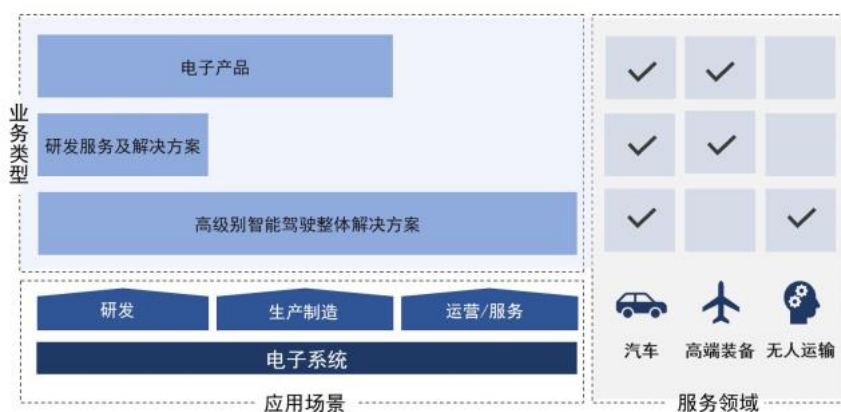 业务类型
电子产品
研发服务及解决方案
高级别智能驾驶整体解决方案
研发
生产制造
运营/服务
电子系统
应用场景
汽车
高端装备
无人运输
服务领域